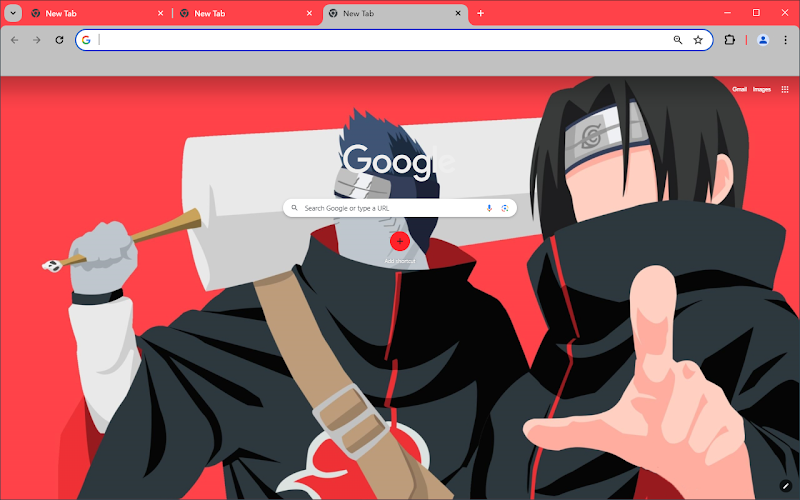 New Tab
New Tab
New Tab
Gmail Images
Google
Search Google or type a URL
Add shortcut